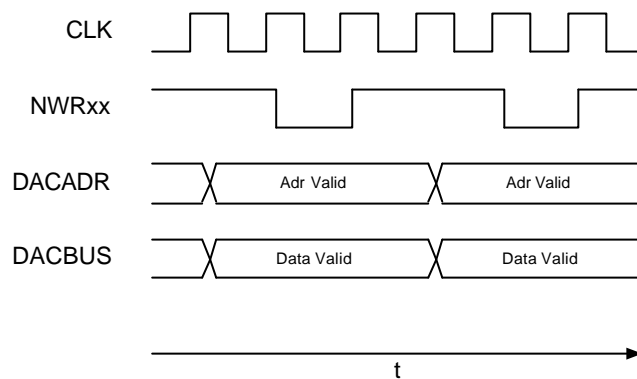 CLK
NWRxx
DACADR
Adr Valid
Adr Valid
DACBUS
Data Valid
Data Valid
t